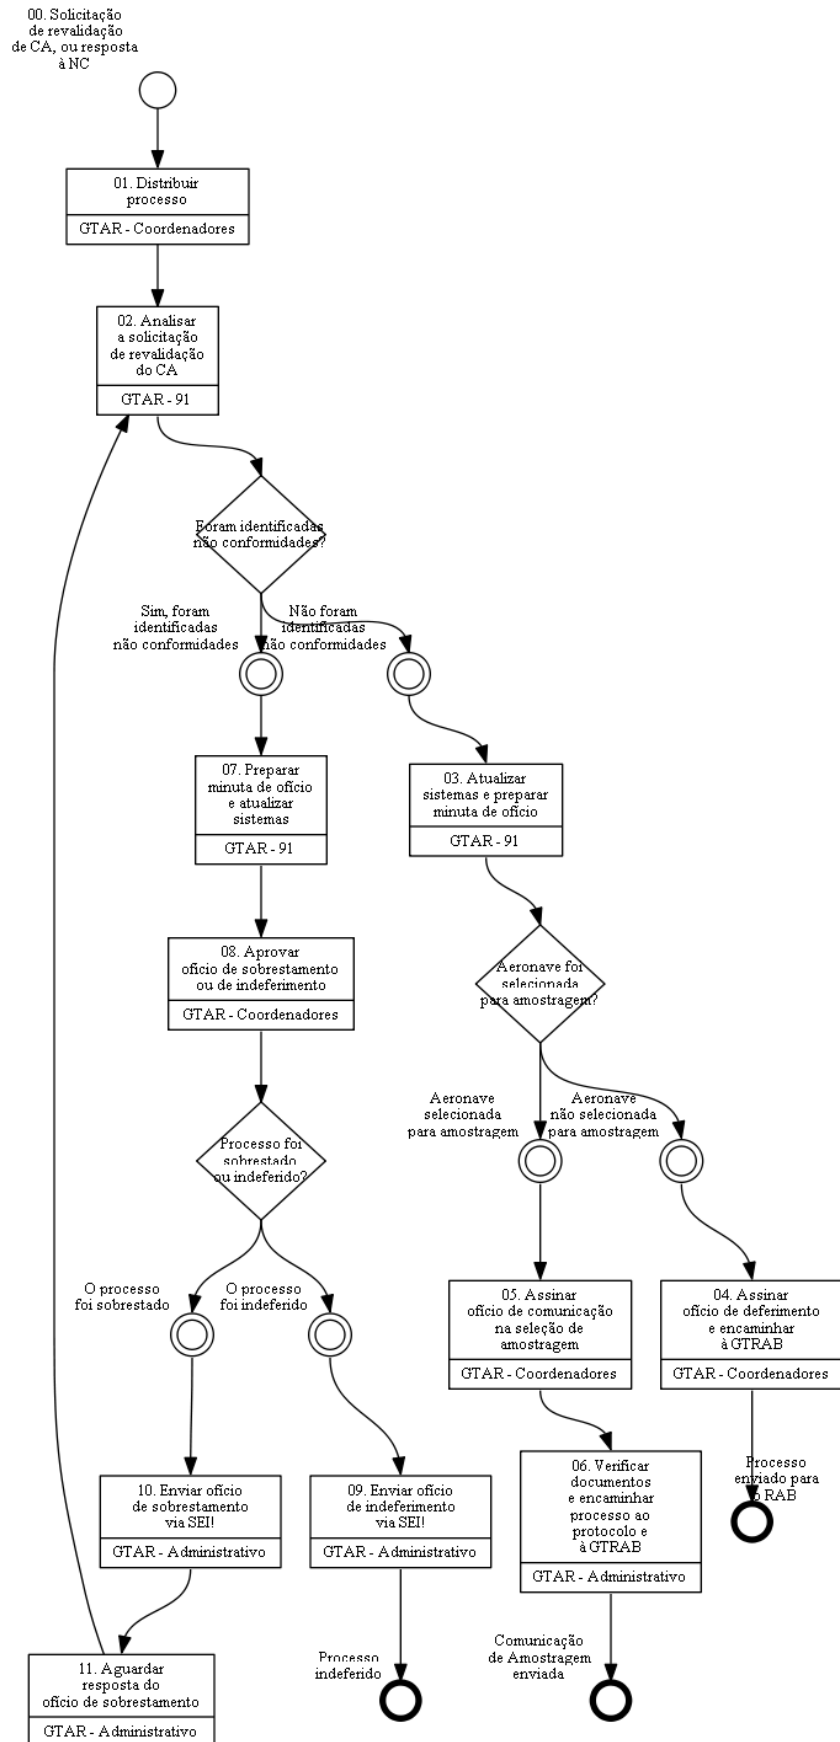 00. Solicitação
de revalidação
de CA, ou resposta
à NC
01. Distribuir
processo
GTAR - Coordenadores
02. Analisar
a solicitação
de revalidação
do CA
GTAR - 91
Foram identificadas
não conformidades?
Sim, foram
identificadas
não conformidades
Não foram
identificadas
não conformidades
07. Preparar
minuta de ofício
e atualizar
sistemas
GTAR - 91
03. Atualizar
sistemas e preparar
minuta de ofício
GTAR - 91
08. Aprovar
ofício de sobrestamento
ou de indeferimento
GTAR - Coordenadores
Aeronave foi
selecionada
para amostragem?
Aeronave
selecionada
para amostragem
Aeronave
não selecionada
para amostragem
Processo foi
sobrestado
ou indeferido?
O processo
foi sobrestado
O processo
foi indeferido
05. Assinar
ofício de comunicação
na seleção de
amostragem
GTAR - Coordenadores
04. Assinar
ofício de deferimento
e encaminhar
à GTRAB
GTAR - Coordenadores
10. Enviar ofício
de sobrestamento
via SEI!
GTAR - Administrativo
09. Enviar ofício
de indeferimento
via SEI!
GTAR - Administrativo
06. Verificar
documentos
e encaminhar
processo ao
protocolo e
à GTRAB
GTAR - Administrativo
Processo
enviado para
o RAB
11. Aguardar
resposta do
ofício de sobrestamento
GTAR - Administrativo
Processo
indeferido
Comunicação
de Amostragem
enviada